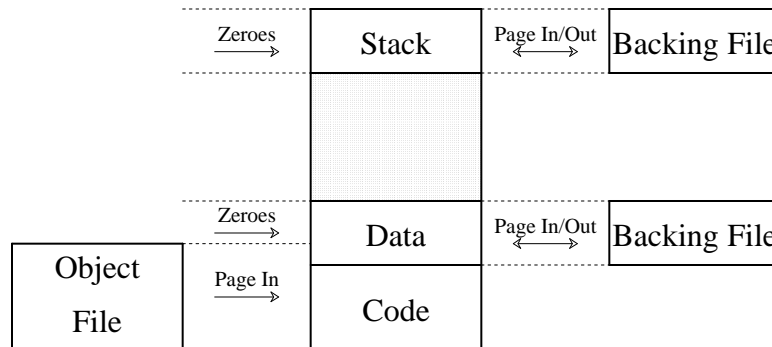 Zeroes
Stack
Page In/Out
Backing File
Zeroes
Data
Page In/Out
Backing File
Object
File
Page In
Code